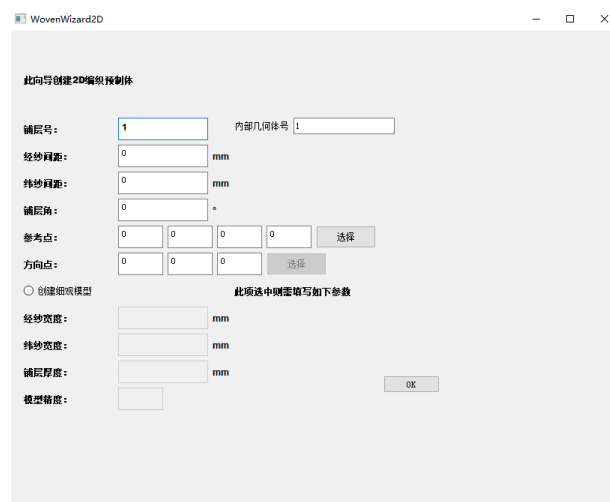 WovenWizard2D
此向导创建2D编织预制体
铺层号： 1 内部几何体号 1
经纱间距： 0 mm
纬纱间距： 0 mm
铺层角： 0 °
参考点： 0 0 0 0 选择
方向点： 0 0 0 选择
创建细观模型 此项选中则需填写如下参数
经纱宽度： mm
纬纱宽度： mm
铺层厚度： mm
OK
模型精度：